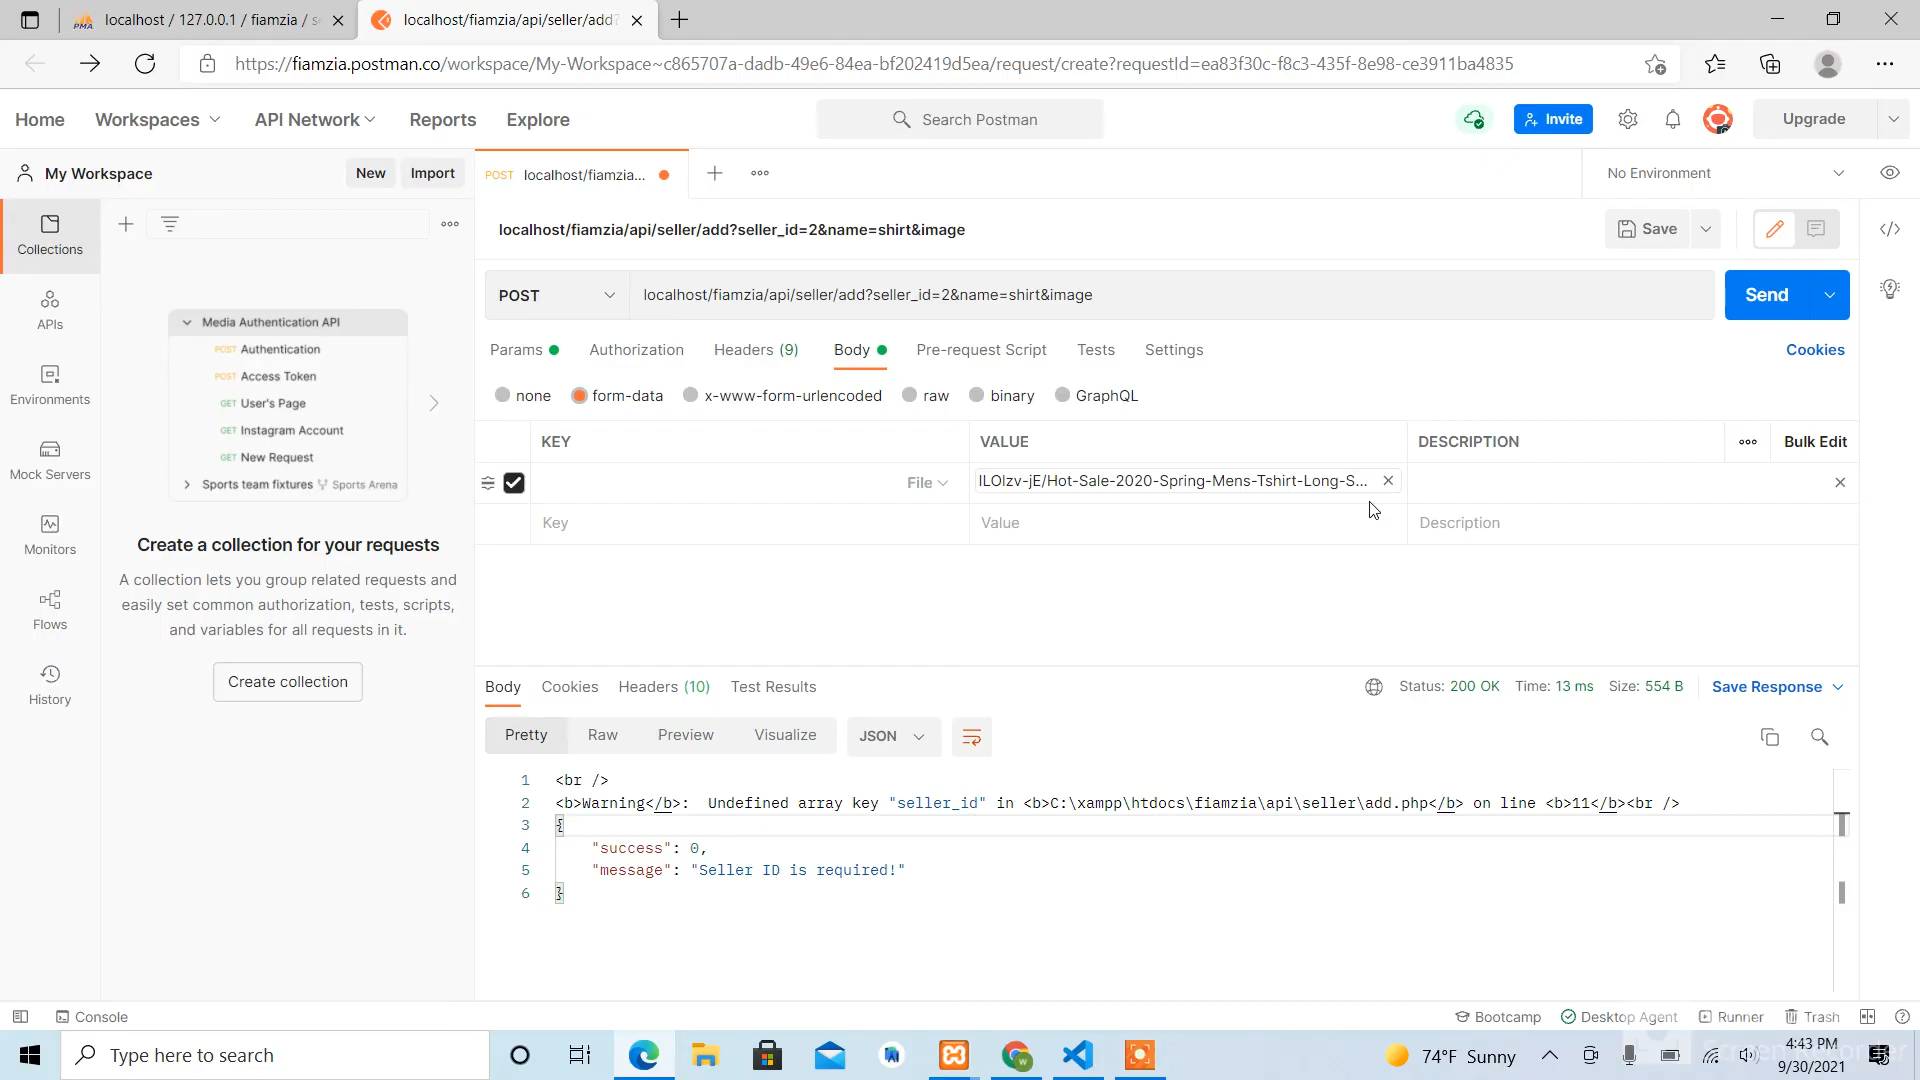 localhost / 127.0.0.1 / fiamzia / s
localhost/fiamzia/api/seller/add?
https://fiamzia.postman.co/workspace/My-Workspace~c865707a-dadb-49e6-84ea-bf202419d5ea/request/create?requestId=ea83f30c-f8c3-435f-8e98-ce3911ba4835
Home Workspaces API Network Reports Explore Search Postman Invite Upgrade
My Workspace New Import POST localhost/fiamzia... No Environment
Collections
APIs
Environments
Mock Servers
Monitors
Flows
History
Media Authentication API
POST Authentication
POST Access Token
GET User's Page
GET Instagram Account
GET New Request
Sports team fixtures Sports Arena
Create a collection for your requests
A collection lets you group related requests and
easily set common authorization, tests, scripts,
and variables for all requests in it.
Create collection
localhost/fiamzia/api/seller/add?seller_id=2&name=shirt&image Save
POST localhost/fiamzia/api/seller/add?seller_id=2&name=shirt&image Send
Params Authorization Headers (9) Body Pre-request Script Tests Settings Cookies
none form-data x-www-form-urlencoded raw binary GraphQL
KEY VALUE DESCRIPTION Bulk Edit
File ILOlzv-jE/Hot-Sale-2020-Spring-Mens-Tshirt-Long-S...
Key Value Description
Body Cookies Headers (10) Test Results Status: 200 OK Time: 13 ms Size: 554 B Save Response
Pretty Raw Preview Visualize JSON
1 <br />
2 <b>Warning</b>:  Undefined array key "seller_id" in <b>C:\xampp\htdocs\fiamzia\api\seller\add.php</b> on line <b>11</b><br />
3 {
4 "success": 0,
5 "message": "Seller ID is required!"
6 }
Console Bootcamp Desktop Agent Runner Trash
Type here to search 74°F Sunny 4:43 PM
9/30/2021